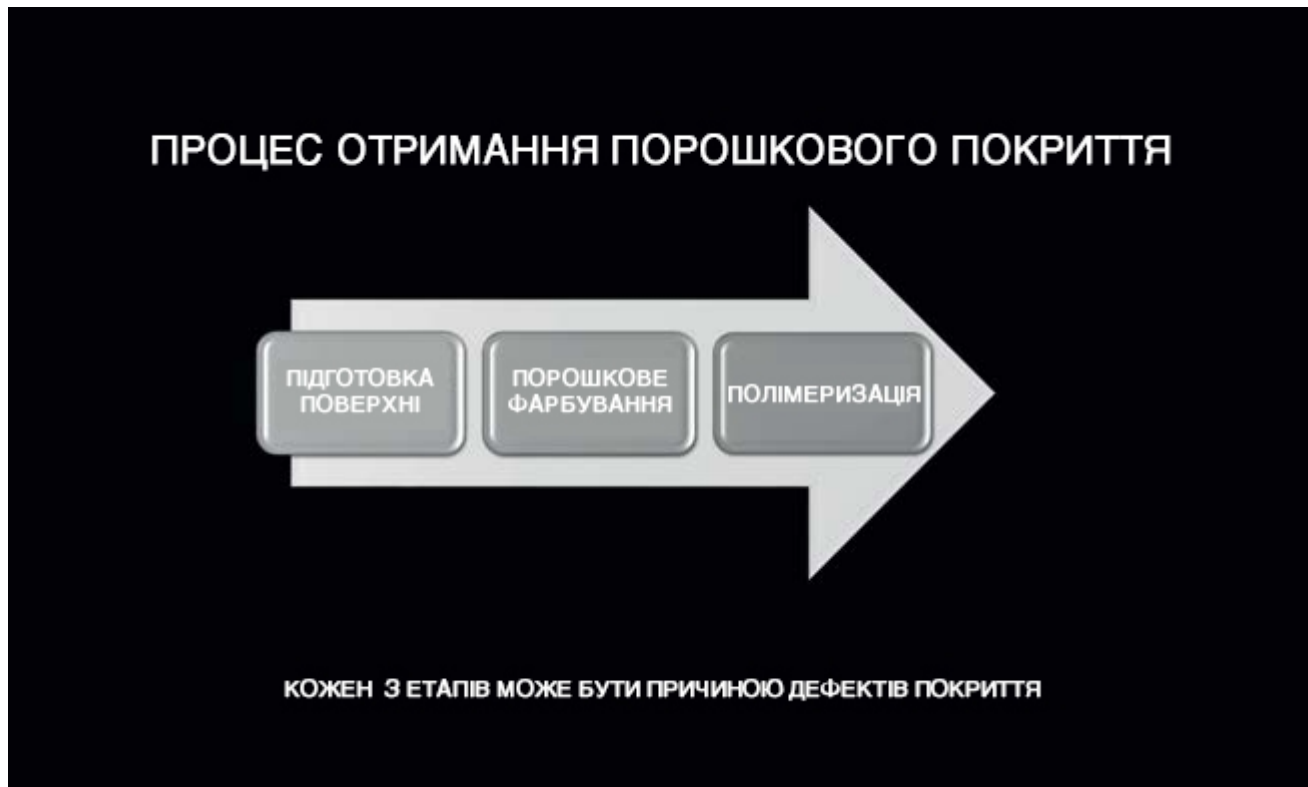 ПРОЦЕС ОТРИМАННЯ ПОРОШКОВОГО ПОКРИТТЯ
ПІДГОТОВКА
ПОВЕРХНІ
ПОРОШКОВЕ
ФАРБУВАННЯ
ПОЛІМЕРИЗАЦІЯ
КОЖЕН З ЕТАПІВ МОЖЕ БУТИ ПРИЧИНОЮ ДЕФЕКТІВ ПОКРИТТЯ